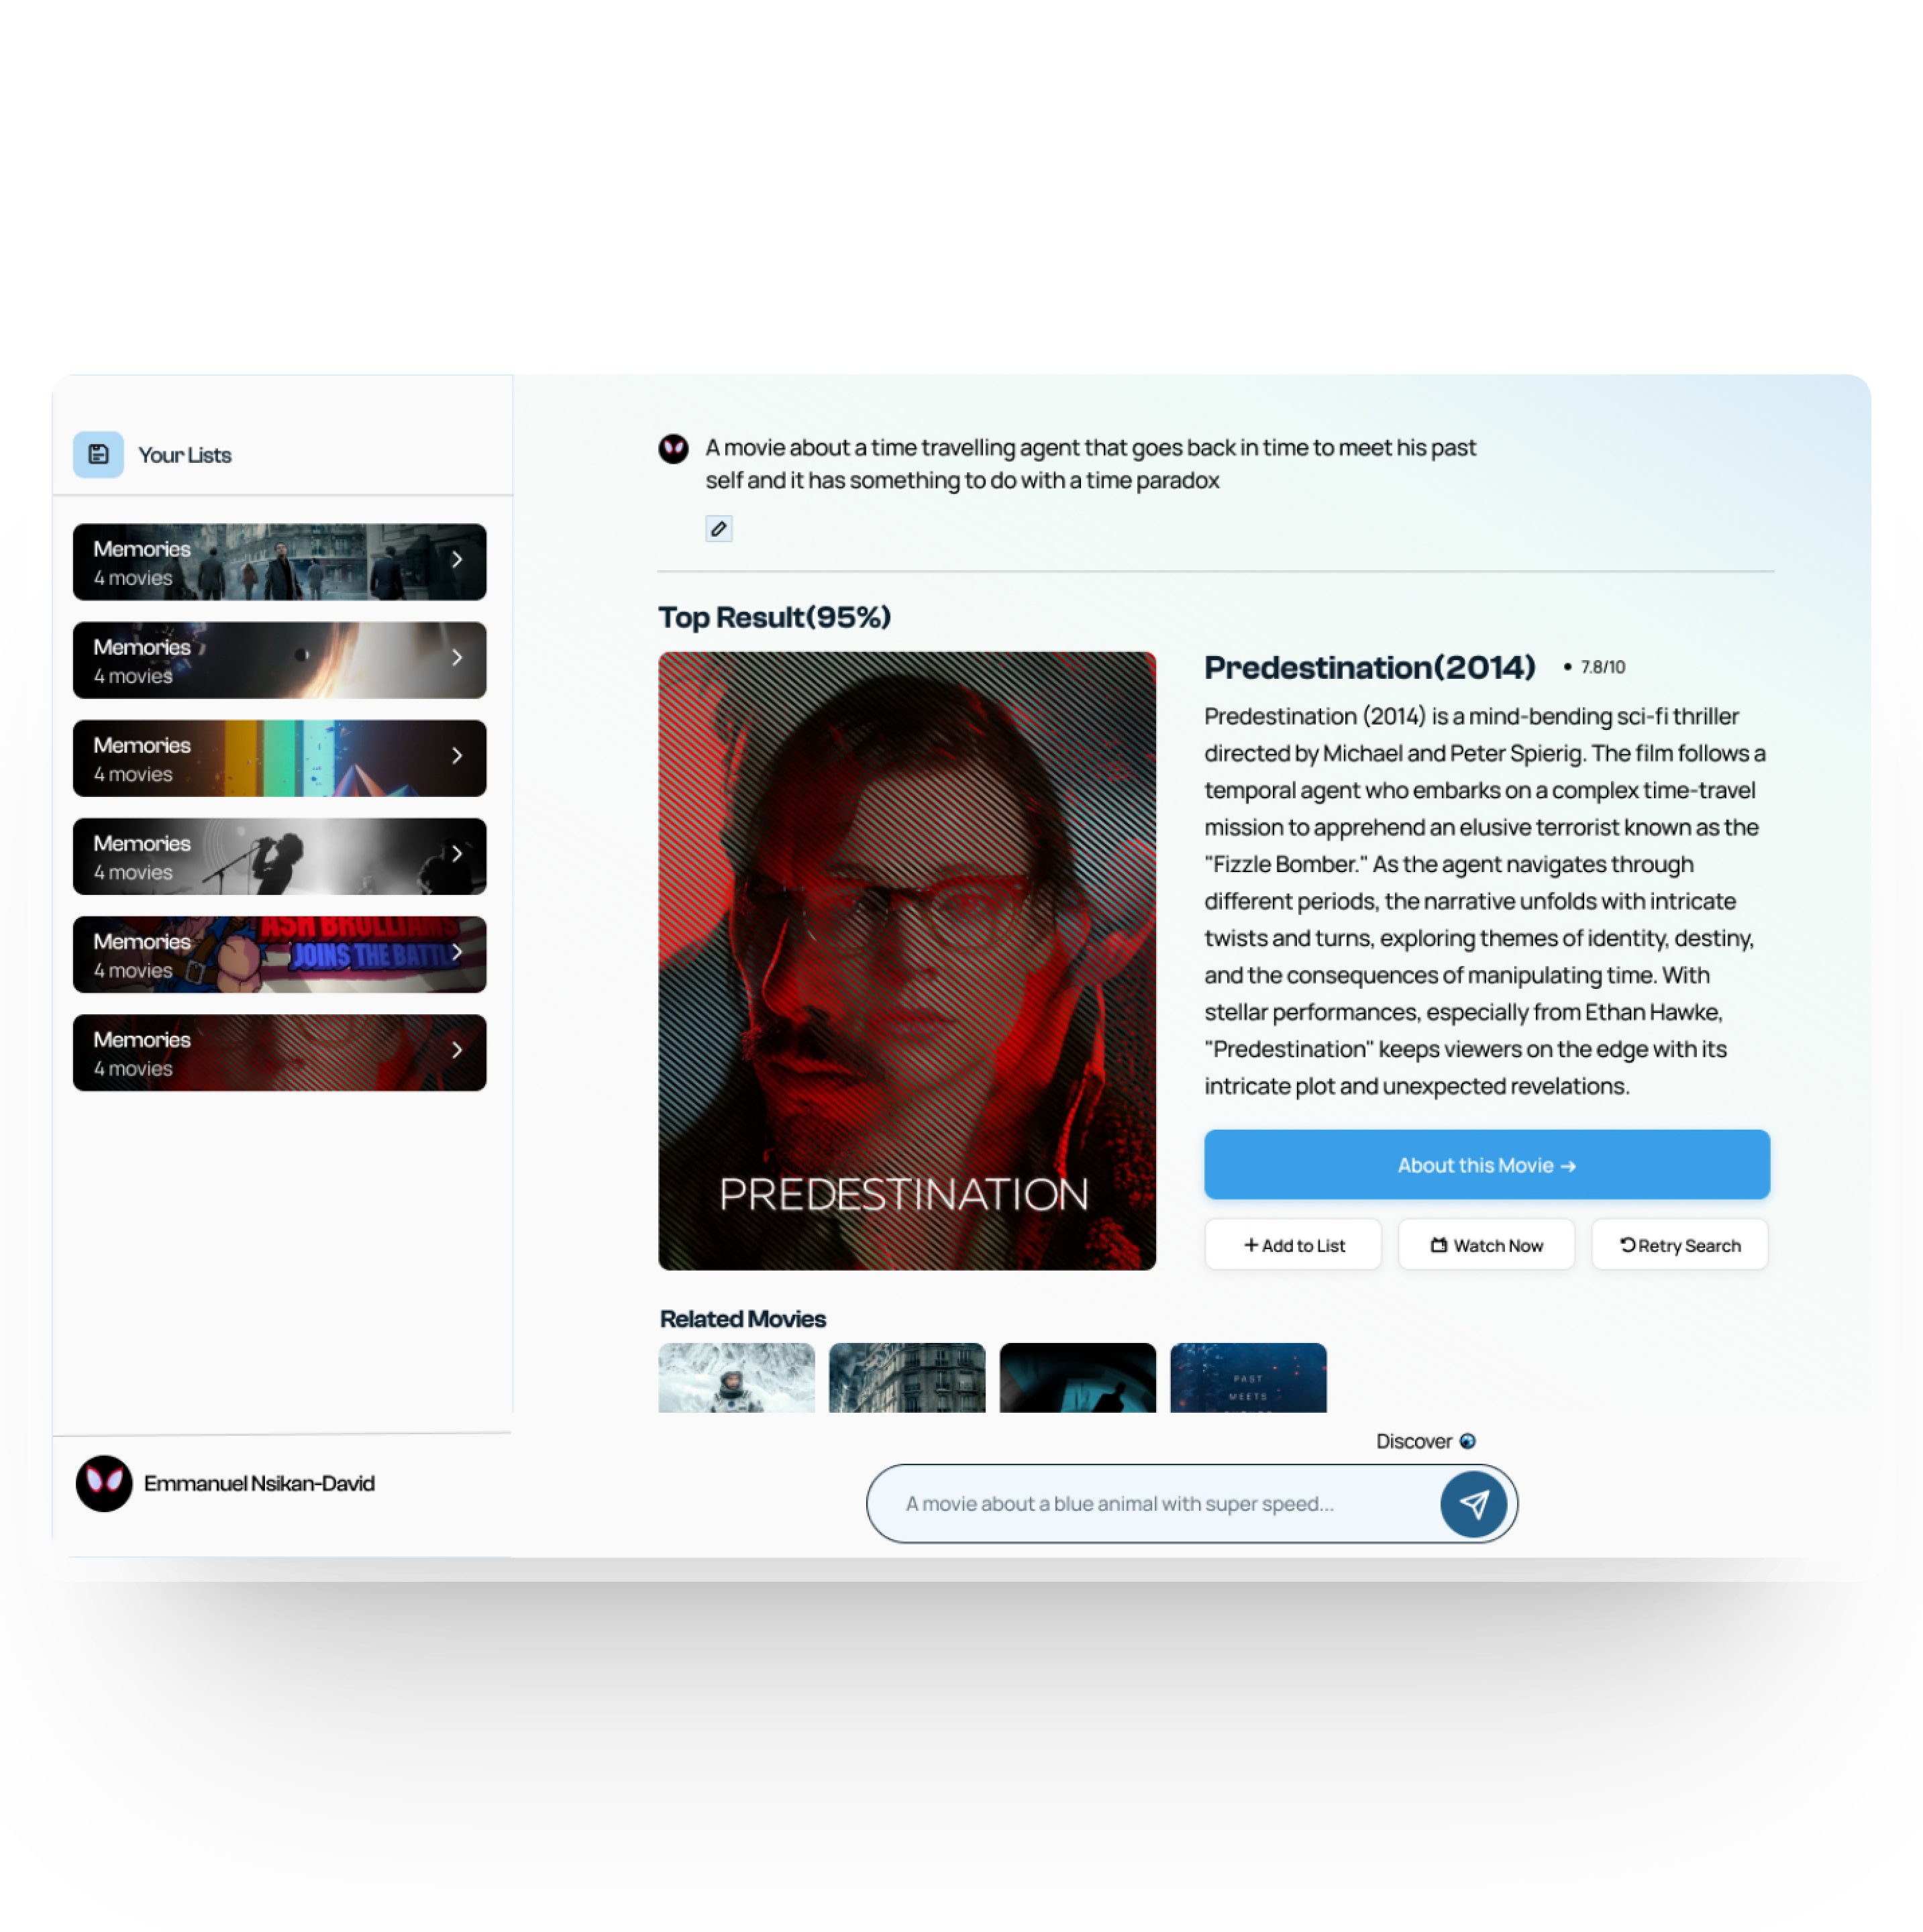 Your Lists
Memories
4 movies
Memories
4 movies
Memories
4 movies
Memories
4 movies
ASH BROLLIAMS
JOINS THE BATTLE
Memories
4 movies
Memories
4 movies
Emmanuel Nsikan-David
A movie about a time travelling agent that goes back in time to meet his past
self and it has something to do with a time paradox
Top Result(95%)
PREDESTINATION
Predestination(2014) • 7.8/10
Predestination (2014) is a mind-bending sci-fi thriller
directed by Michael and Peter Spierig. The film follows a
temporal agent who embarks on a complex time-travel
mission to apprehend an elusive terrorist known as the
"Fizzle Bomber." As the agent navigates through
different periods, the narrative unfolds with intricate
twists and turns, exploring themes of identity, destiny,
and the consequences of manipulating time. With
stellar performances, especially from Ethan Hawke,
"Predestination" keeps viewers on the edge with its
intricate plot and unexpected revelations.
About this Movie →
+ Add to List
Watch Now
Retry Search
Related Movies
PAST
MEETS
Discover
A movie about a blue animal with super speed...